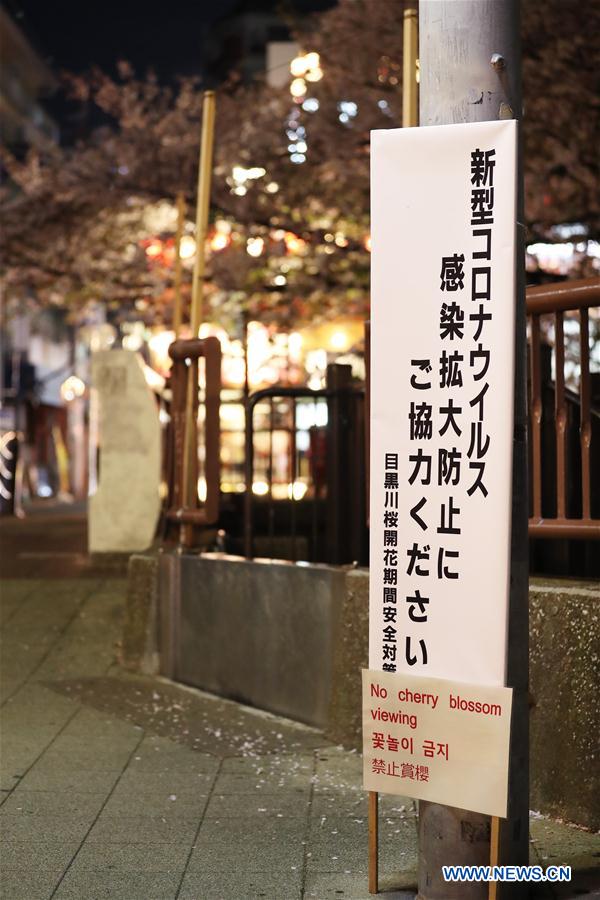 新型コロナウイルス
感染拡大防止に
ご協力ください
目黒川桜開花期間安全対策
No cherry blossom
viewing
꽃놀이 금지
禁止賞櫻
WWW.NEWS.CN